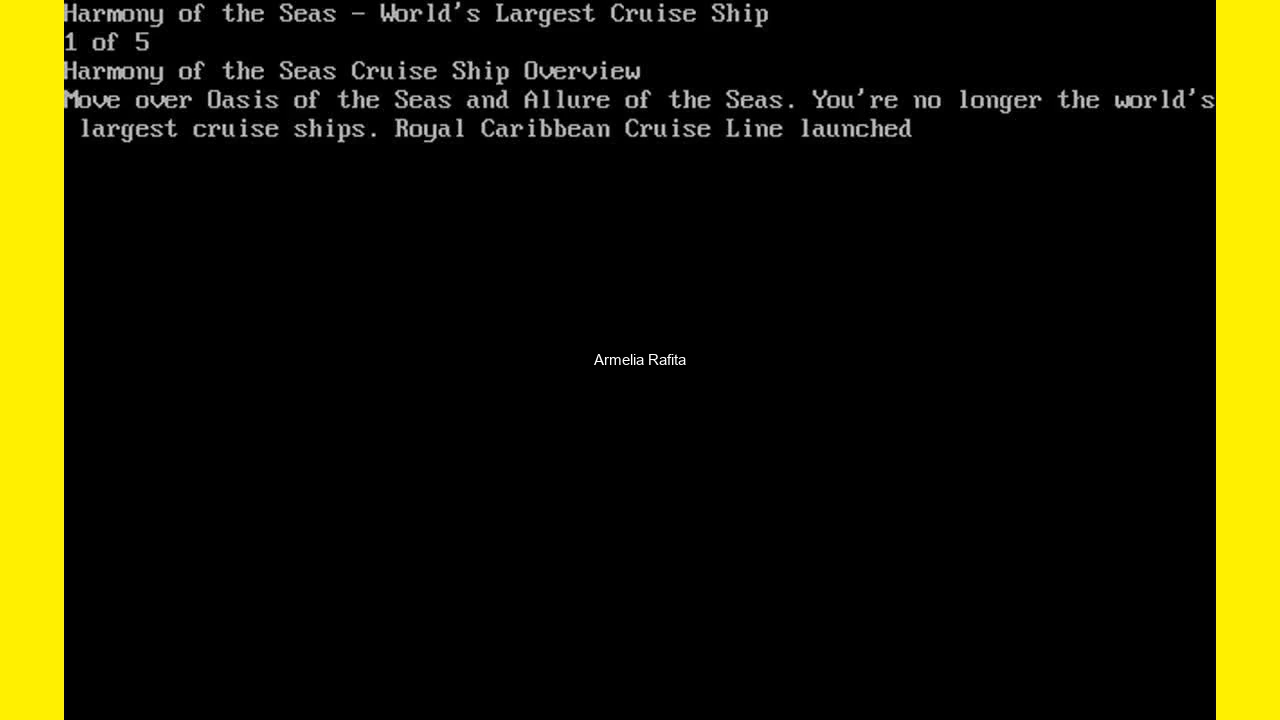 Harmony of the Seas - World's Largest Cruise Ship
1 of 5
Harmony of the Seas Cruise Ship Overview
Move over Oasis of the Seas and Allure of the Seas. You're no longer the world's
largest cruise ships. Royal Caribbean Cruise Line launched
Armelia Rafita